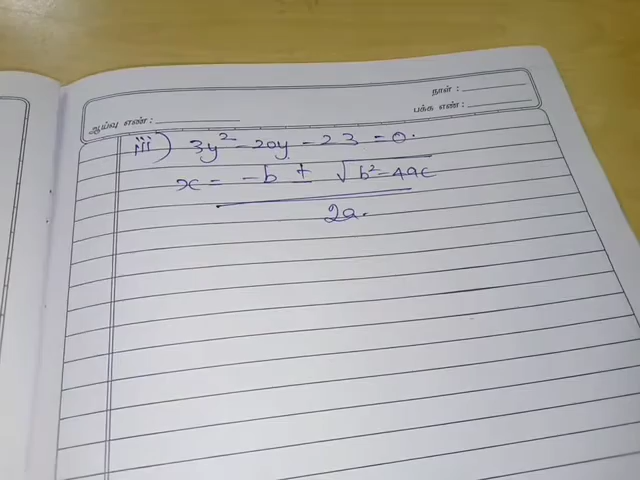 நாள் :
ஆய்வு எண் :
பக்க எண் :
iii) 3y² - 20y - 23 = 0.
x = -b ± √b² - 4ac
2a.